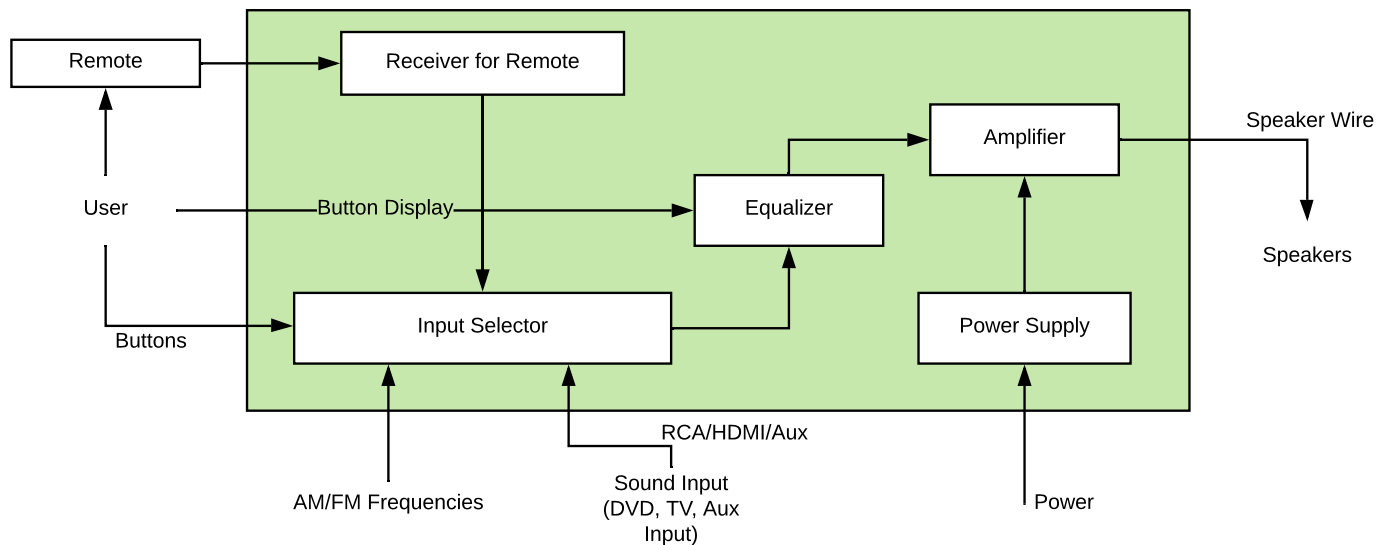 Remote
Receiver for Remote
Amplifier
Speaker Wire
User
Button Display
Equalizer
Speakers
Buttons
Input Selector
Power Supply
RCA/HDMI/Aux
AM/FM Frequencies
Sound Input
(DVD, TV, Aux
Input)
Power